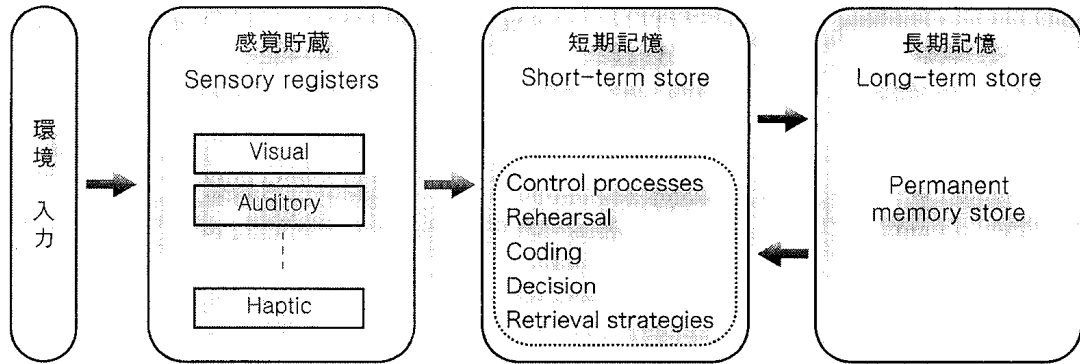 環境 入力
感覚貯蔵
Sensory registers
Visual
Auditory
Haptic
短期記憶
Short-term store
Control processes
Rehearsal
Coding
Decision
Retrieval strategies
長期記憶
Long-term store
Permanent
memory store